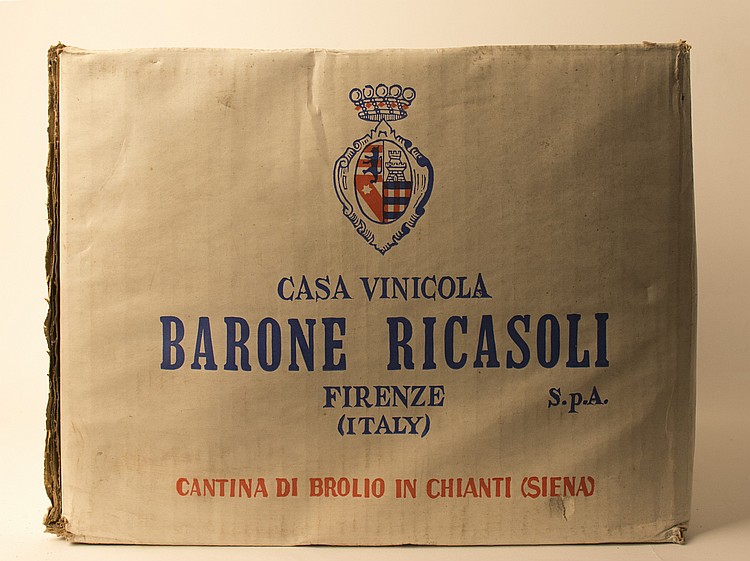 CASA VINICOLA
BARONE RICASOLI
FIRENZE S.p.A.
(ITALY)
CANTINA DI BROLIO IN CHIANTI (SIENA)